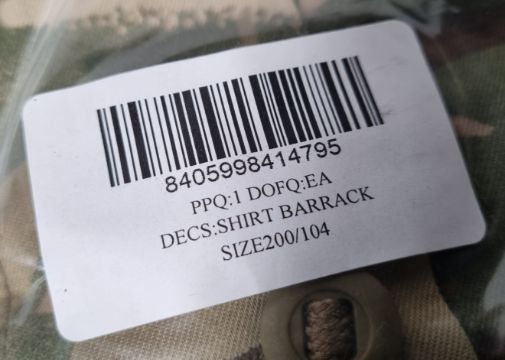 8405998414795
PPQ:1 DOFQ:EA
DECS:SHIRT BARRACK
SIZE200/104